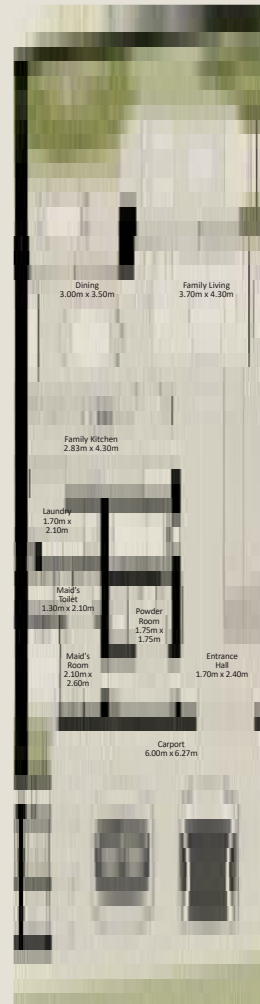 Dining
3.00m x 3.50m
Family Living
3.70m x 4.30m
Family Kitchen
2.83m x 4.30m
Laundry
1.70m x
2.10m
Maid's
Toilet
1.30m x 2.10m
Powder
Room
1.75m x
1.75m
Maid's
Room
2.10m x
2.60m
Entrance
Hall
1.70m x 2.40m
Carport
6.00m x 6.27m